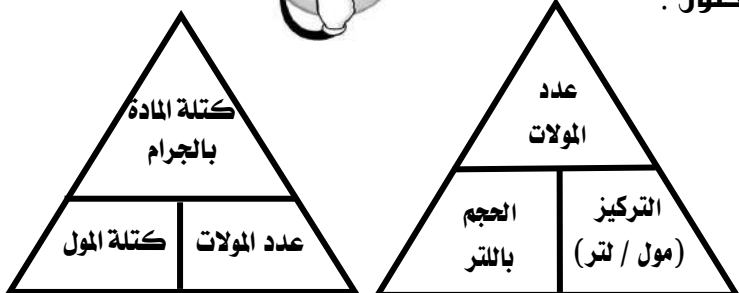 عدد
المولات
التركيز
(مول / لتر)
الحجم
باللتر
كتلة المادة
بالجرام
عدد المولات
كتلة المول